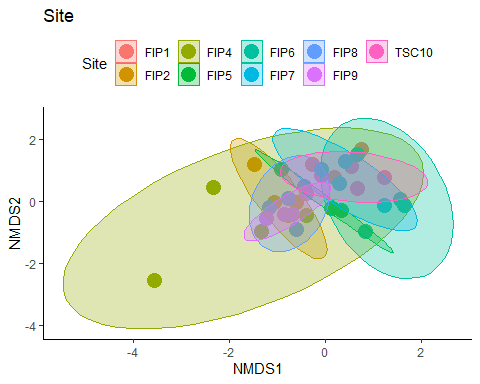 Site
Site FIP1 FIP4 FIP6 FIP8 TSC10
FIP2 FIP5 FIP7 FIP9
2
0
-2
-4
NMDS2
-4 -2 0 2
NMDS1